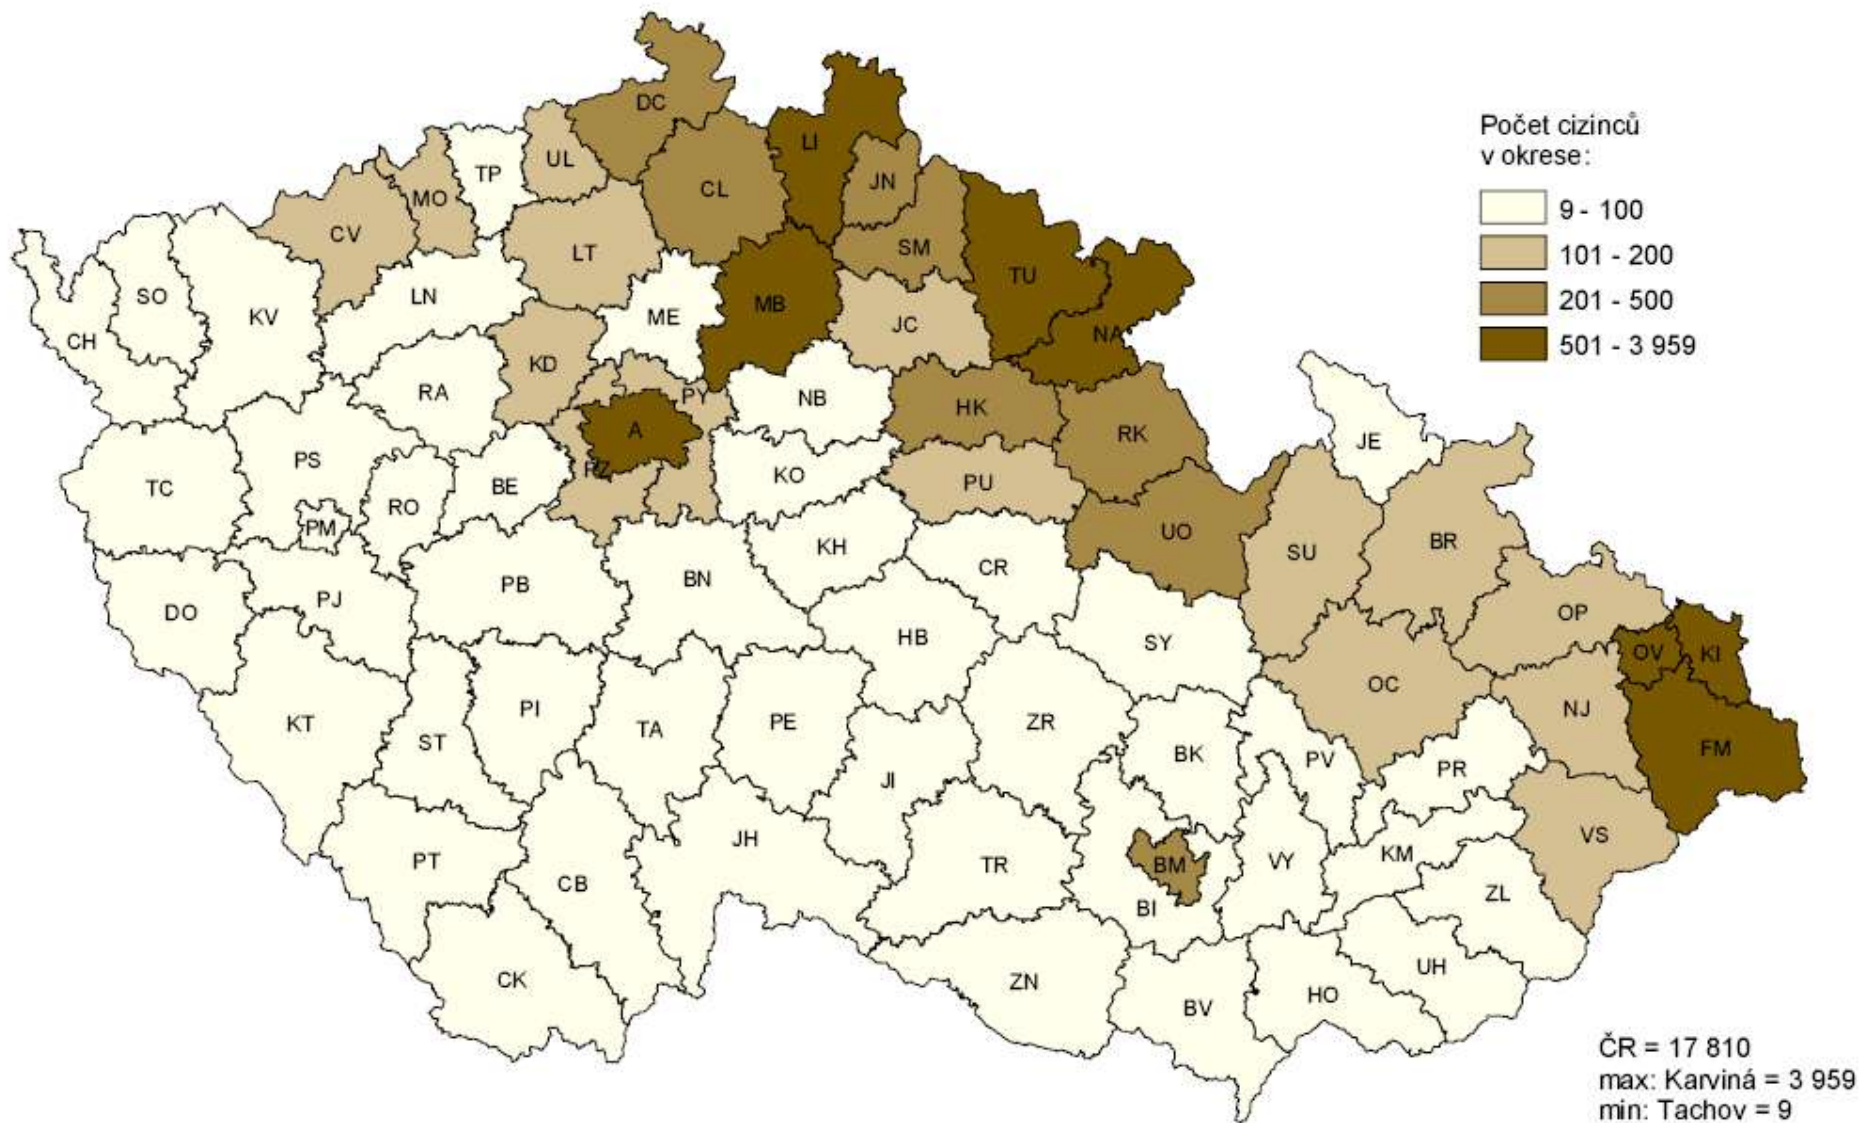 DC
LI
TP
UL
JN
CL
MO
CV
LT
SM
TU
SO
LN
KV
ME
MB
JC
NA
CH
KD
RA
PY
NB
HK
A
RK
JE
PS
TC
RO
BE
PZ
KO
PU
PM
UO
KH
SU
BR
CR
PB
BN
DO
PJ
HB
SY
OP
OV
KI
OC
KT
PI
ST
TA
PE
ZR
NJ
BK
PV
FM
JI
PR
JH
VS
PT
TR
BM
VY
KM
CB
BI
ZL
CK
ZN
BV
HO
UH
Počet cizinců
v okrese:
9 - 100
101 - 200
201 - 500
501 - 3 959
ČR = 17 810
max: Karviná = 3 959
min: Tachov = 9